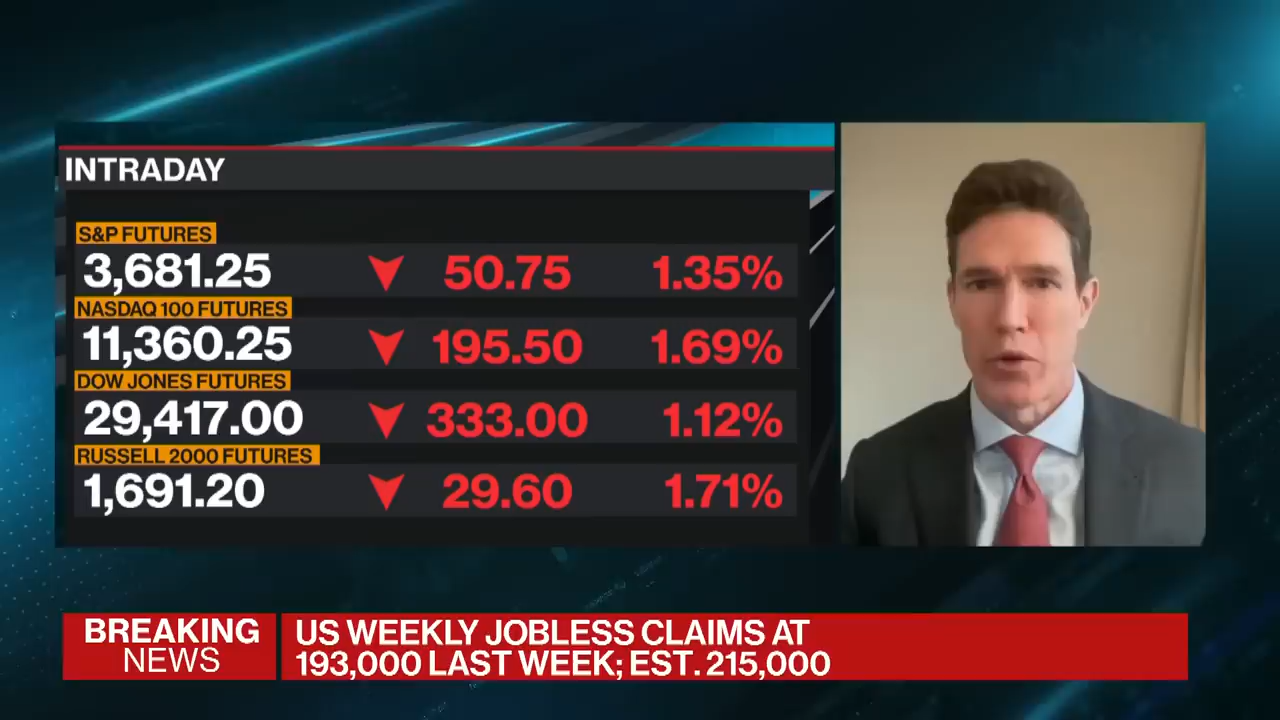 INTRADAY
S&P FUTURES
3,681.25 50.75 1.35%
NASDAQ 100 FUTURES
11,360.25 195.50 1.69%
DOW JONES FUTURES
29,417.00 333.00 1.12%
RUSSELL 2000 FUTURES
1,691.20 29.60 1.71%
BREAKING
NEWS
US WEEKLY JOBLESS CLAIMS AT
193,000 LAST WEEK; EST. 215,000